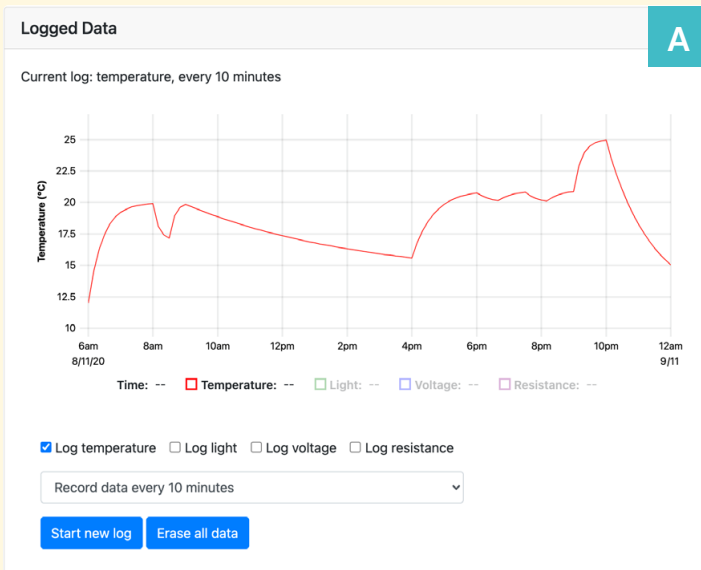 Logged Data
A
Current log: temperature, every 10 minutes
Temperature (°C)
25
22.5
20
17.5
15
12.5
10
6am 8am 10am 12pm 2pm 4pm 6pm 8pm 10pm 12am
8/11/20 9/11
Time: -- Temperature: -- Light: -- Voltage: -- Resistance: --
Log temperature Log light Log voltage Log resistance
Record data every 10 minutes
Start new log Erase all data